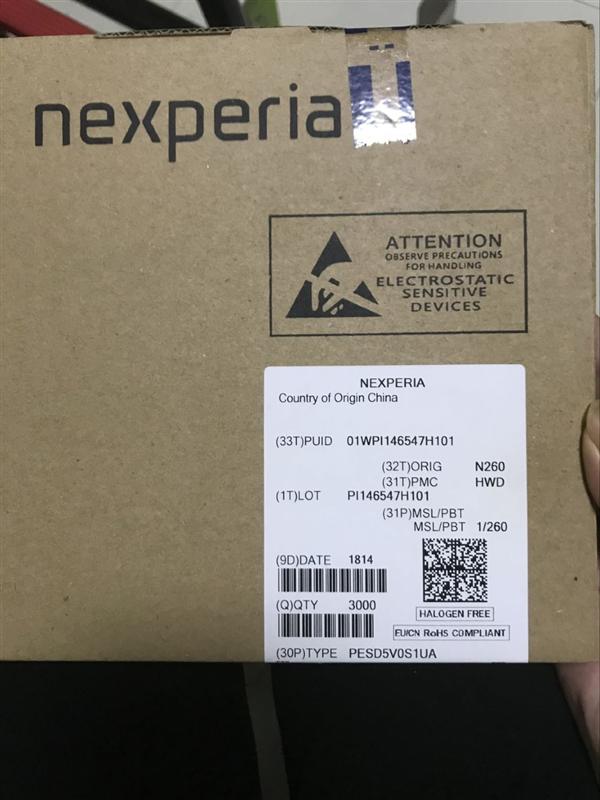 nexperia
ATTENTION
OBSERVE PRECAUTIONS
FOR HANDLING
ELECTROSTATIC
SENSITIVE
DEVICES
NEXPERIA
Country of Origin China
(33T)PUID 01WPI146547H101
(32T)ORIG N260
(31T)PMC HWD
(1T)LOT PI146547H101
(31P)MSL/PBT
MSL/PBT 1/260
(9D)DATE 1814
(Q)QTY 3000
HALOGEN FREE
EU/CN RoHS COMPLIANT
(30P)TYPE PESD5V0S1UA